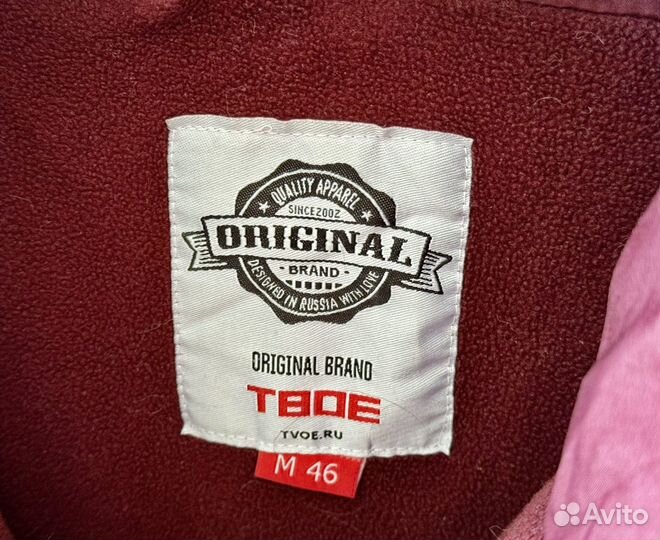 QUALITY APPAREL
SINCE2002
ORIGINAL
- BRAND -
DESIGNED IN RUSSIA WITH LOVE
ORIGINAL BRAND
ТВОЕ
TVOE.RU
M 46
Avito